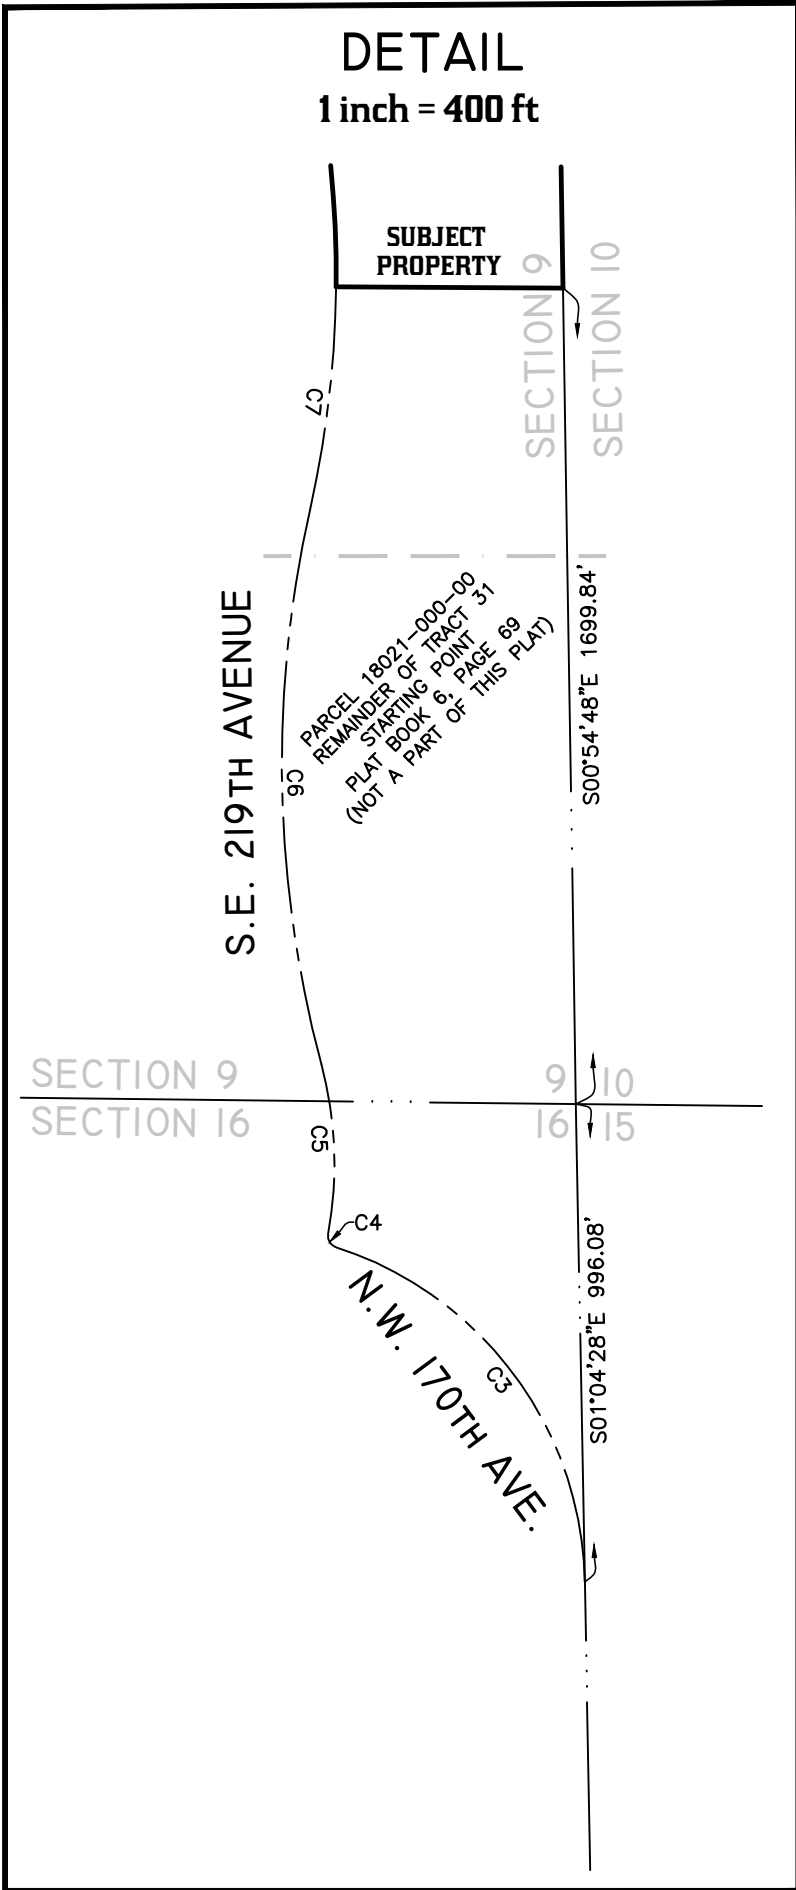 DETAIL
1 inch = 400 ft
SUBJECT
PROPERTY
SECTION 9
SECTION 10
C7
S.E. 219TH AVENUE
PARCEL 18021-000-00
REMAINDER OF TRACT 31
STARTING POINT
PLAT BOOK 6, PAGE 69
(NOT A PART OF THIS PLAT)
S00°54'48"E 1699.84'
C6
SECTION 9
9
10
SECTION 16
16
15
C5
C4
N.W. 170TH AVE.
C3
S01°04'28"E 996.08'